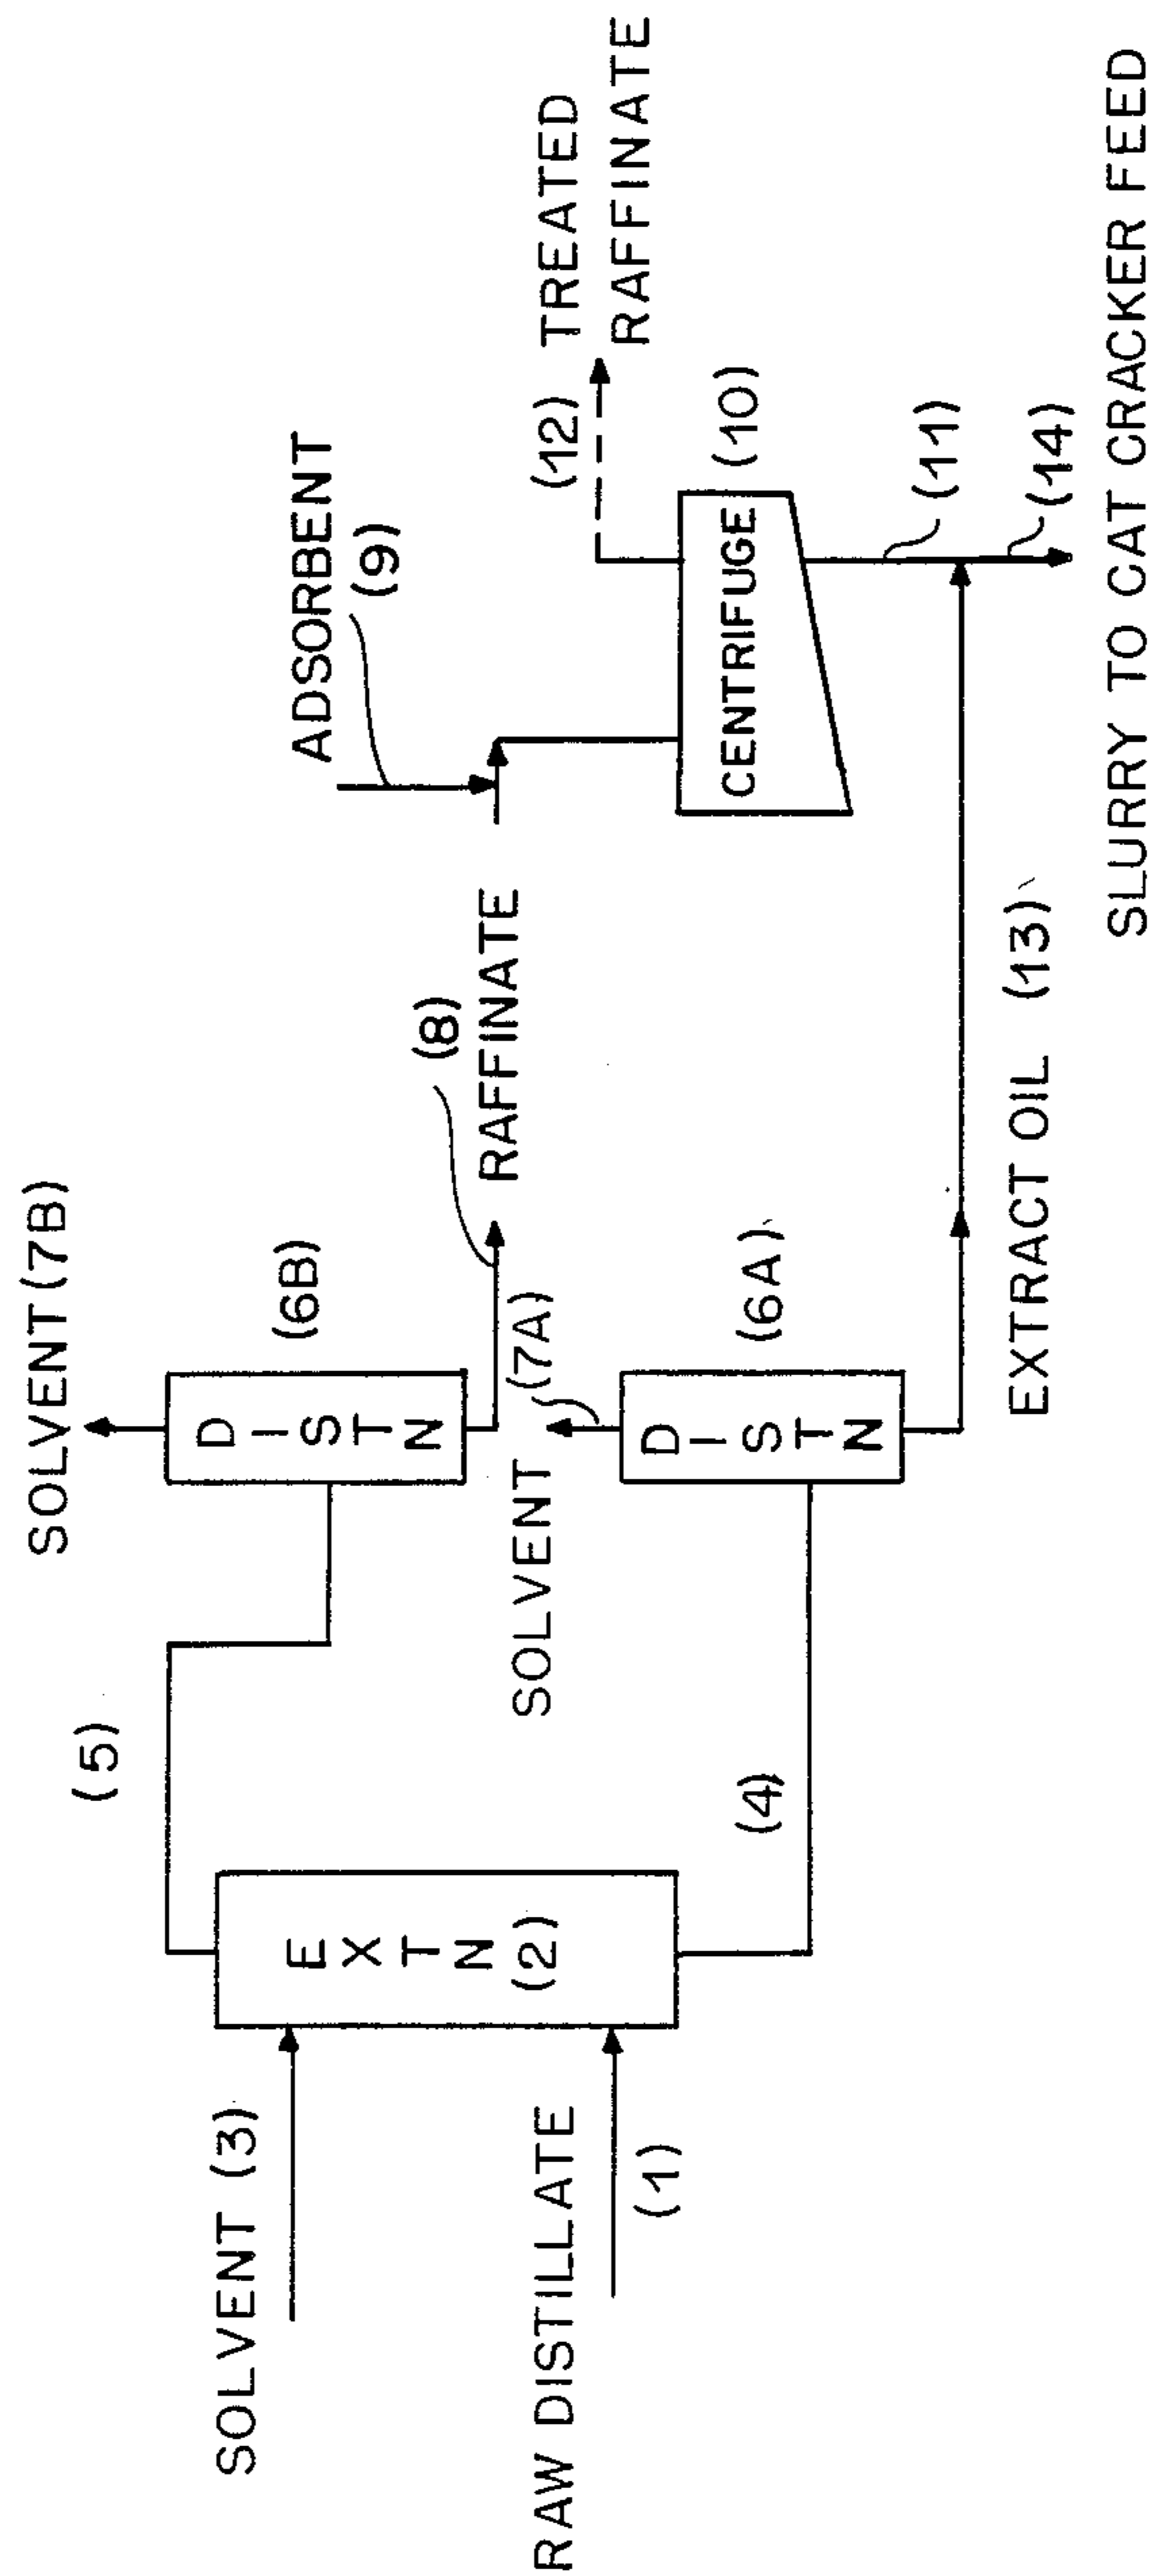 SOLVENT (7B)
(5)
(6B)
ADSORBENT
(9)
SOLVENT (3)
D I S T N
(8)
RAFFINATE
(12) TREATED
RAFFINATE
E X T N (2)
SOLVENT (7A)
RAW DISTILLATE
(1)
(4)
D I S T N
(6A)
CENTRIFUGE
(10)
(11)
EXTRACT OIL (13)
(14)
SLURRY TO CAT CRACKER FEED